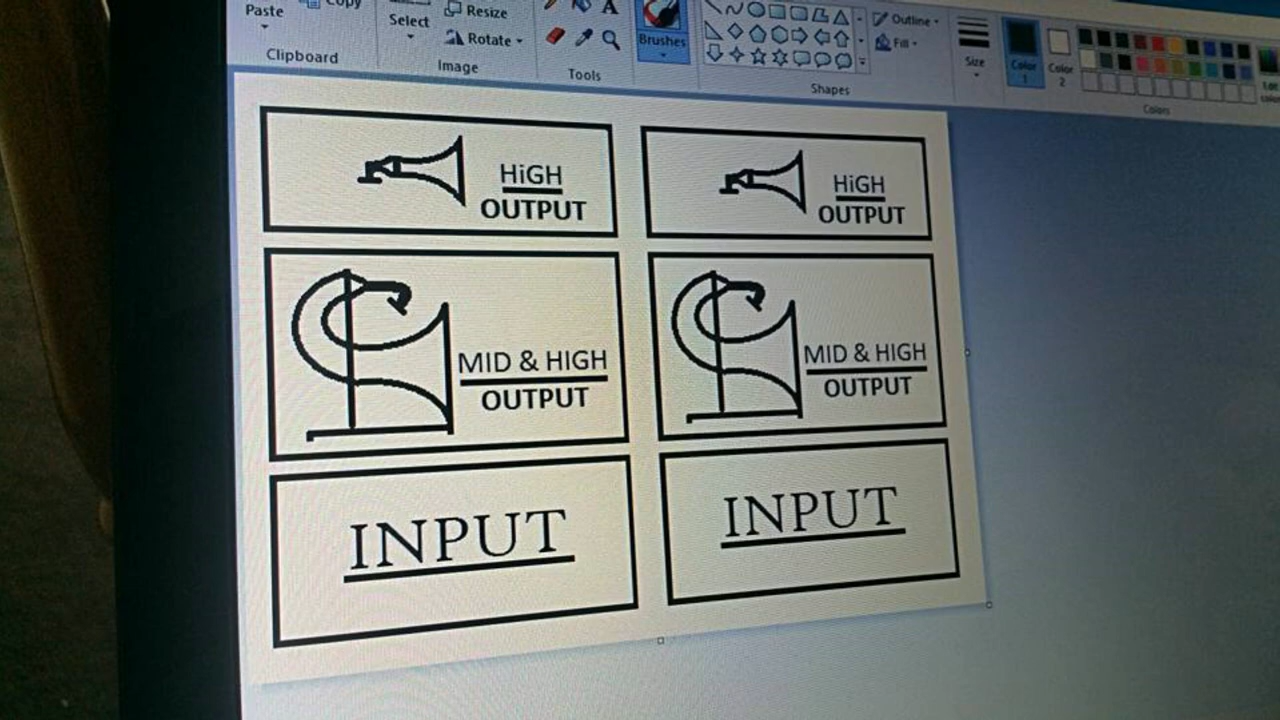 Paste
Copy
Clipboard
Select
Resize
Rotate
Image
A
Tools
Brushes
Outline
Fill
Shapes
Size
Color
1
Color
2
Colors
HiGH
OUTPUT
HiGH
OUTPUT
MID & HIGH
OUTPUT
MID & HIGH
OUTPUT
INPUT
INPUT